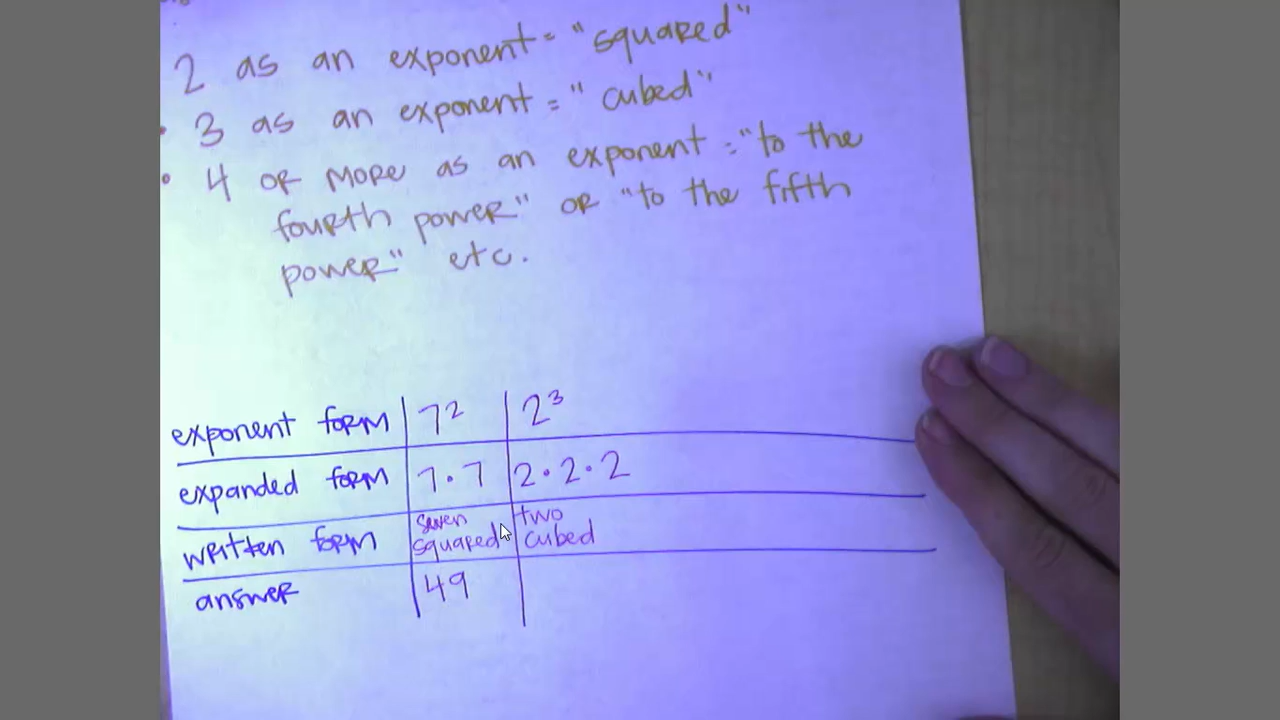 2 as an exponent = "squared"
• 3 as an exponent = "cubed"
• 4 or more as an exponent = "to the
fourth power" or "to the fifth
power" etc.
exponent form 7² 2³
expanded form 7·7 2·2·2
written form seven squared two cubed
answer 49